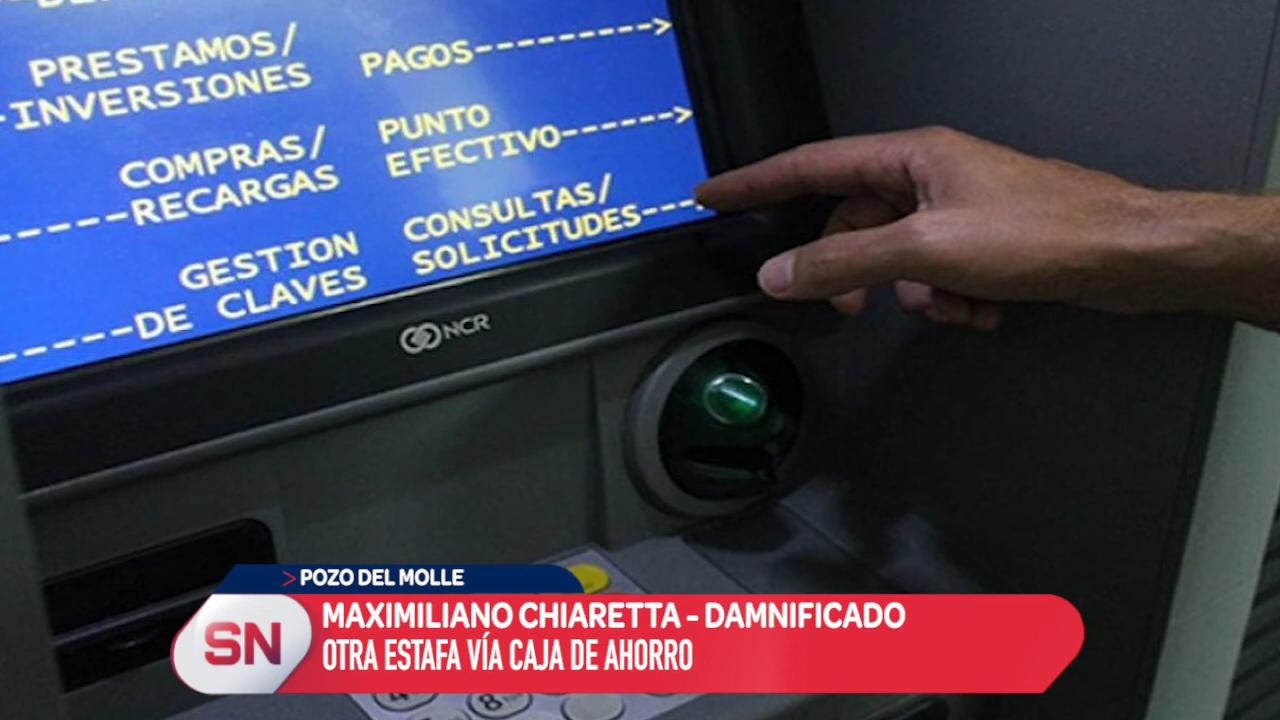 PRESTAMOS/
-INVERSIONES
PAGOS--------->
COMPRAS/
-----RECARGAS
PUNTO
EFECTIVO------>
GESTION
-----DE CLAVES
CONSULTAS/
SOLICITUDES---
NCR
>POZO DEL MOLLE
SN
MAXIMILIANO CHIARETTA - DAMNIFICADO
OTRA ESTAFA VÍA CAJA DE AHORRO
8